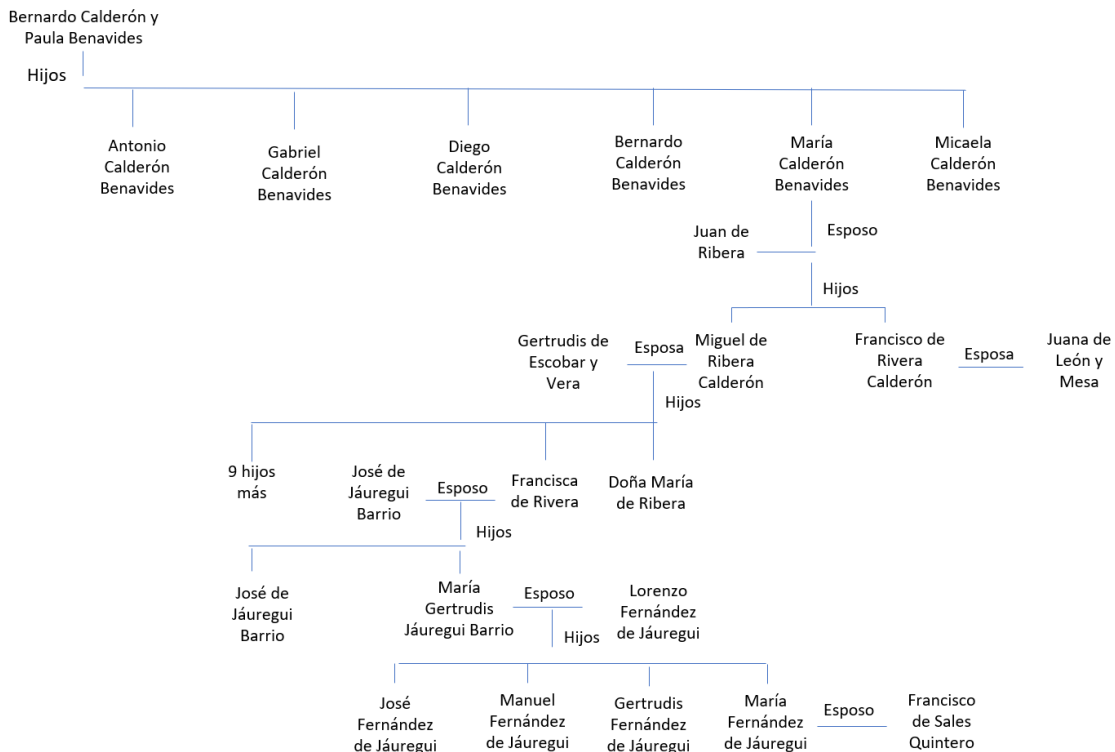 Bernardo Calderón y
Paula Benavides
Hijos
Antonio
Calderón
Benavides
Gabriel
Calderón
Benavides
Diego
Calderón
Benavides
Bernardo
Calderón
Benavides
María
Calderón
Benavides
Micaela
Calderón
Benavides
Juan de
Ribera
Esposo
Hijos
Gertrudis de
Escobar y
Vera
Esposa
Miguel de
Ribera
Calderón
Francisco de
Rivera
Calderón
Esposa
Juana de
León y
Mesa
Hijos
9 hijos
más
José de
Jáuregui
Barrio
Esposo
Francisca
de Rivera
Doña María
de Ribera
Hijos
José de
Jáuregui
Barrio
María
Gertrudis
Jáuregui Barrio
Esposo
Lorenzo
Fernández
de Jáuregui
Hijos
José
Fernández
de Jáuregui
Manuel
Fernández
de Jáuregui
Gertrudis
Fernández
de Jáuregui
María
Fernández
de Jáuregui
Esposo
Francisco
de Sales
Quintero